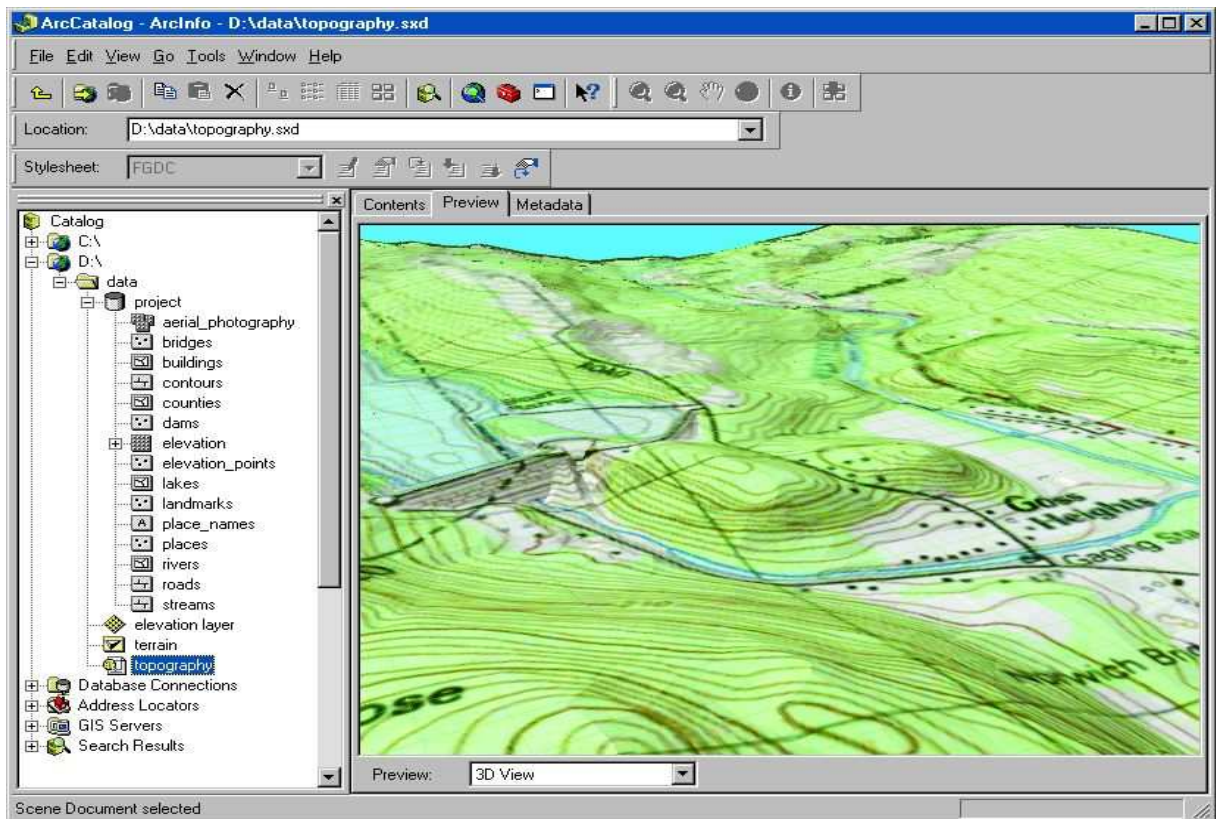 ArcCatalog - ArcInfo - D:\data\topography.sxd
File Edit View Go Tools Window Help
Location: D:\data\topography.sxd
Stylesheet: FGDC
Catalog
C:\
D:\
data
project
aerial_photography
bridges
buildings
contours
counties
dams
elevation
elevation_points
lakes
landmarks
place_names
places
rivers
roads
streams
elevation layer
terrain
topography
Database Connections
Address Locators
GIS Servers
Search Results
Contents Preview Metadata
Heights
Gaging Sta
Preview: 3D View
Scene Document selected